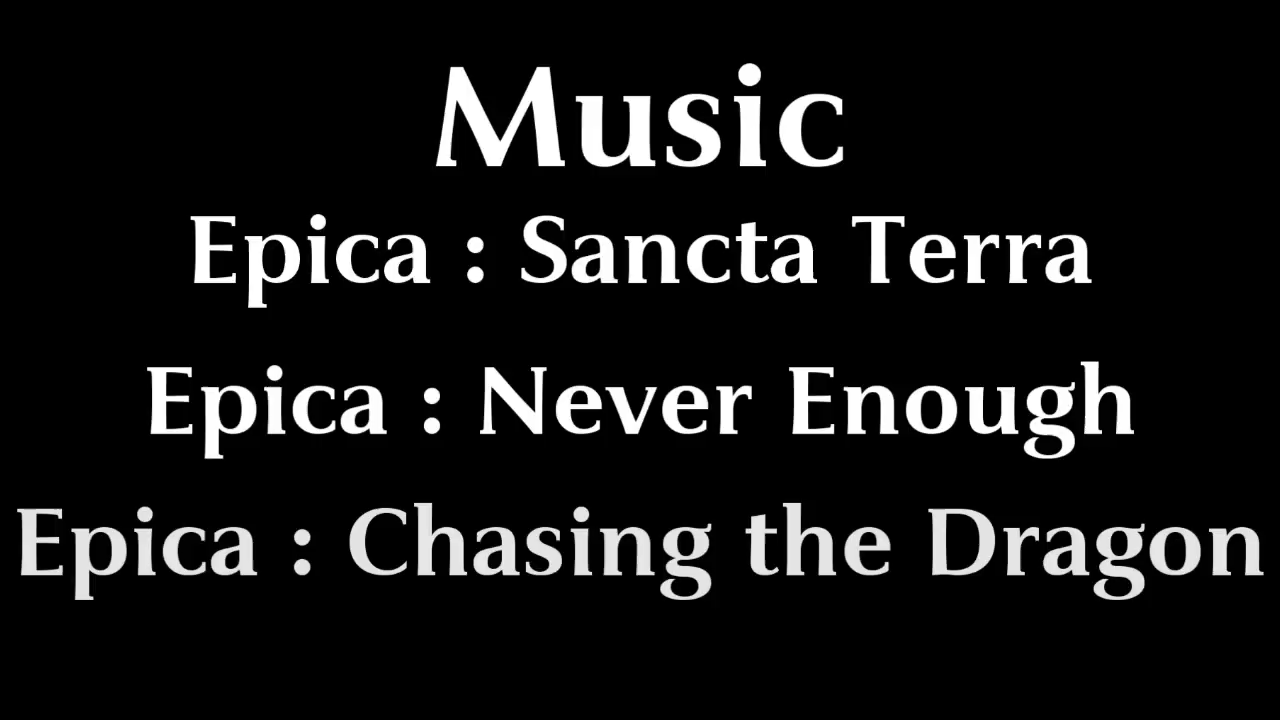 Music
Epica : Sancta Terra
Epica : Never Enough
Epica : Chasing the Dragon